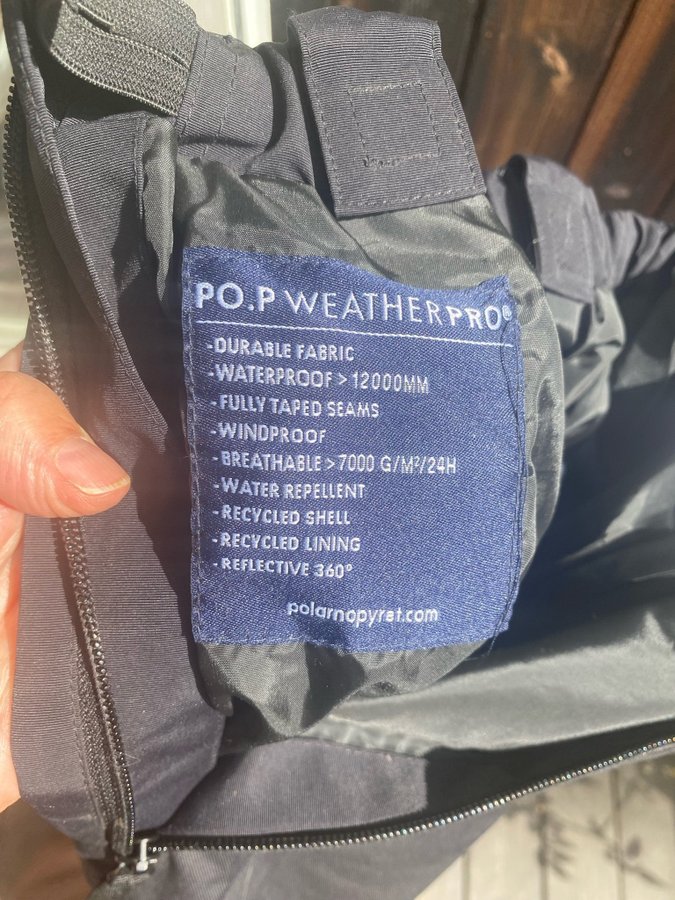 PO.P WEATHERPRO®
-DURABLE FABRIC
-WATERPROOF > 12000MM
-FULLY TAPED SEAMS
-WINDPROOF
-BREATHABLE > 7000 G/M²/24H
-WATER REPELLENT
-RECYCLED SHELL
-RECYCLED LINING
-REFLECTIVE 360°
polarnopyret.com